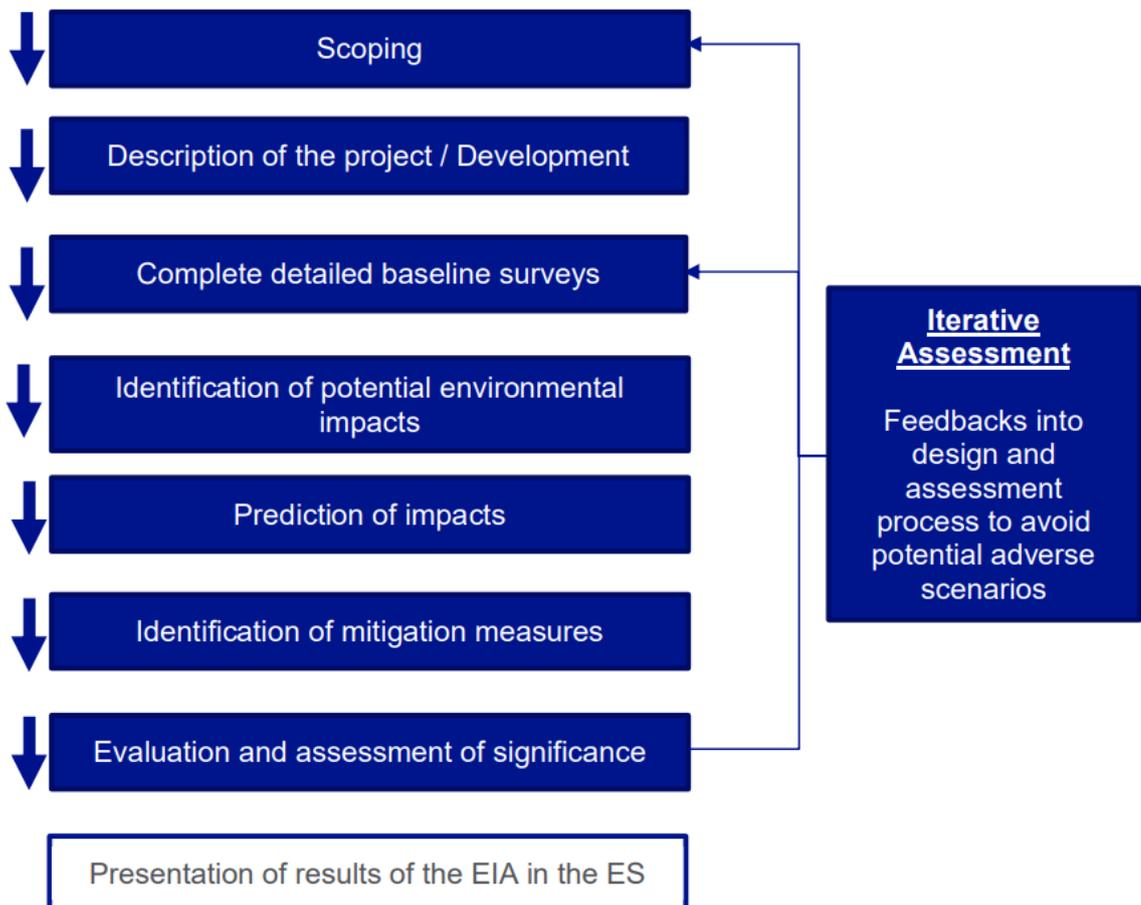 Scoping
Description of the project / Development
Complete detailed baseline surveys
Identification of potential environmental
impacts
Prediction of impacts
Identification of mitigation measures
Evaluation and assessment of significance
Presentation of results of the EIA in the ES
Iterative
Assessment
Feedbacks into
design and
assessment
process to avoid
potential adverse
scenarios